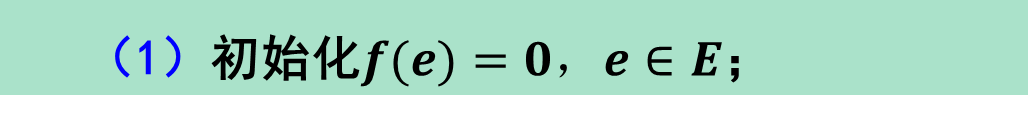 （1）初始化f(e) = 0，e ∈ E；